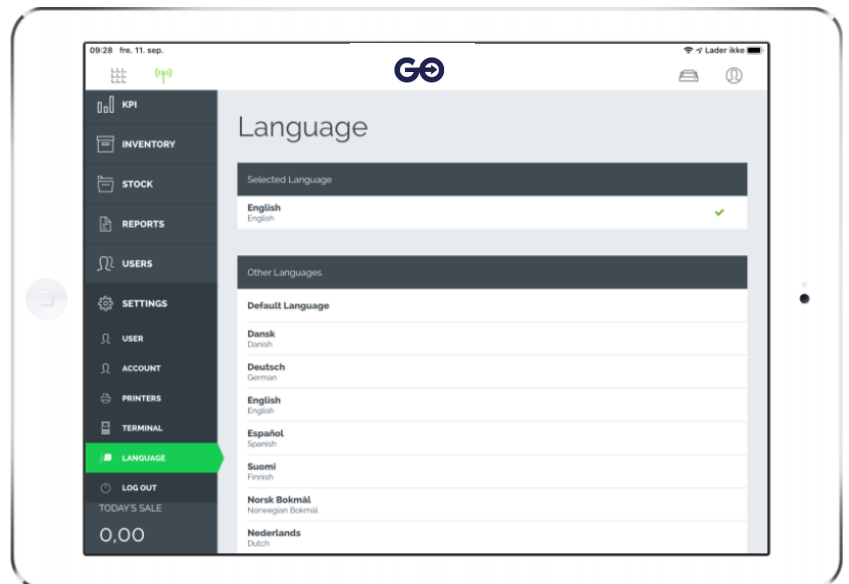 09:28 fre. 11. sep.
Lader ikke
GO
KPI
INVENTORY
STOCK
REPORTS
USERS
SETTINGS
USER
ACCOUNT
PRINTERS
TERMINAL
LANGUAGE
LOG OUT
TODAY'S SALE
0,00
Language
Selected Language
English
English
Other Languages
Default Language
Dansk
Danish
Deutsch
German
English
English
Español
Spanish
Suomi
Finnish
Norsk Bokmål
Norwegian Bokmål
Nederlands
Dutch